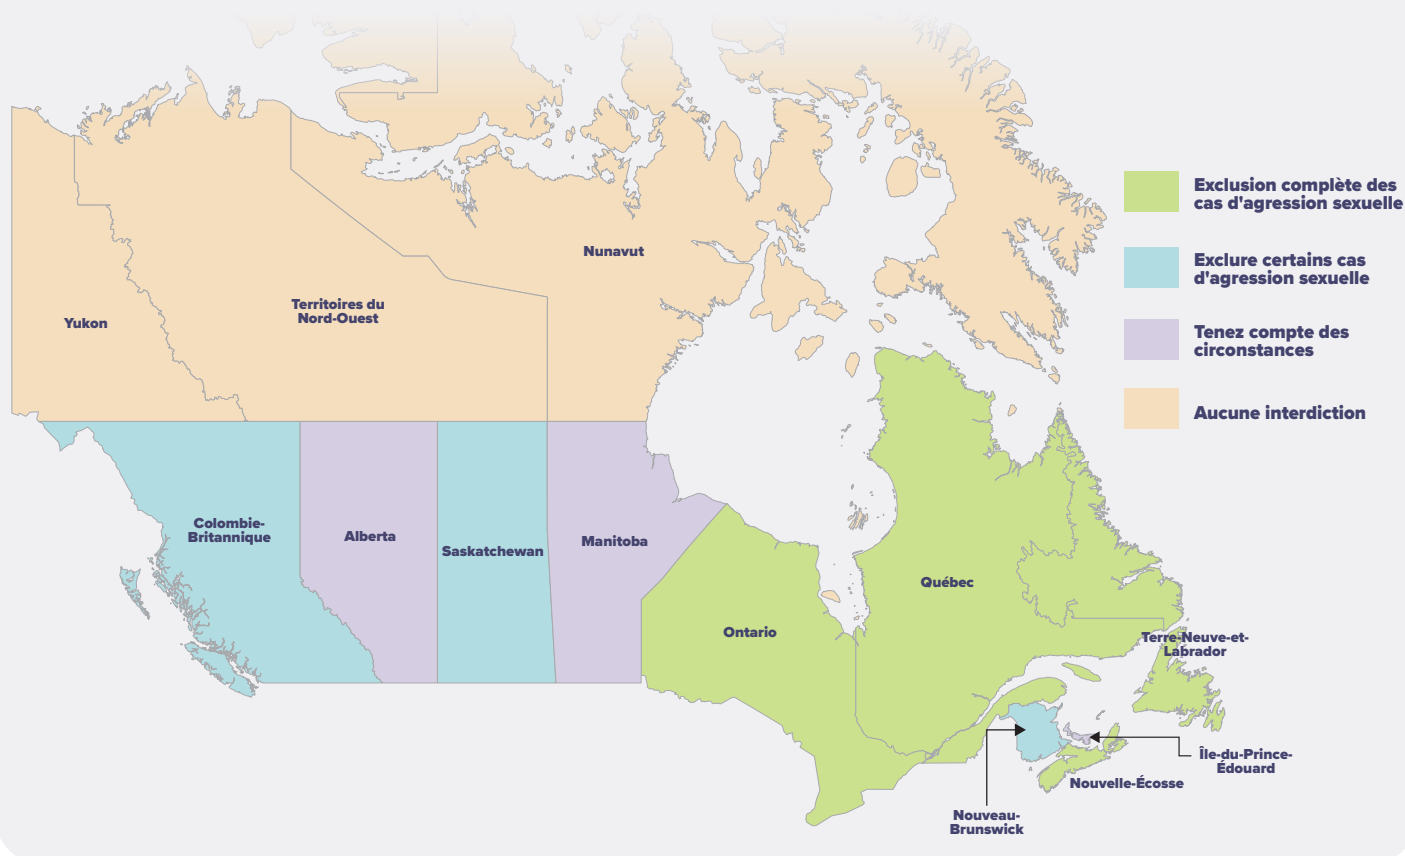 Nunavut
Territoires du
Nord-Ouest
Yukon
Colombie-
Britannique
Alberta
Saskatchewan
Manitoba
Ontario
Québec
Terre-Neuve-et-
Labrador
Île-du-Prince-
Édouard
Nouvelle-Écosse
Nouveau-
Brunswick
Exclusion complète des
cas d'agression sexuelle
Exclure certains cas
d'agression sexuelle
Tenez compte des
circonstances
Aucune interdiction